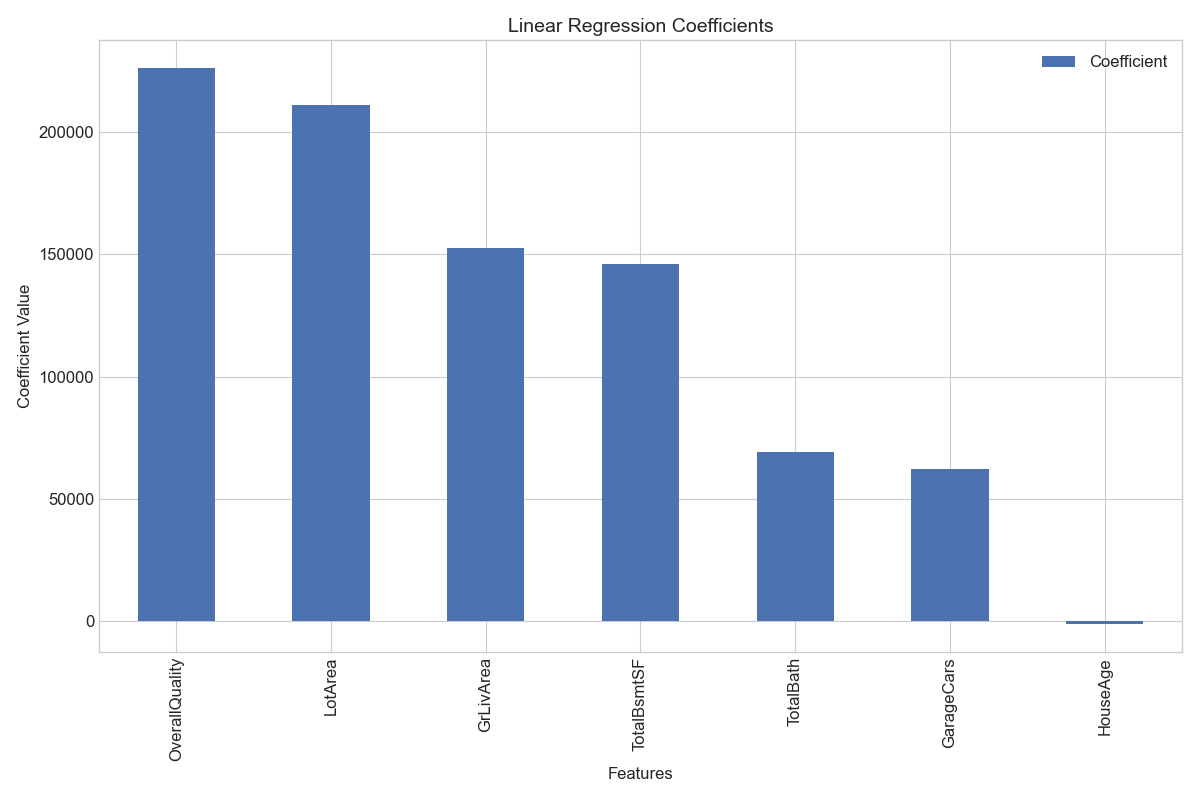 Linear Regression Coefficients
Coefficient
200000
150000
100000
50000
0
Coefficient Value
OverallQuality
LotArea
GrLivArea
TotalBsmtSF
TotalBath
GarageCars
HouseAge
Features